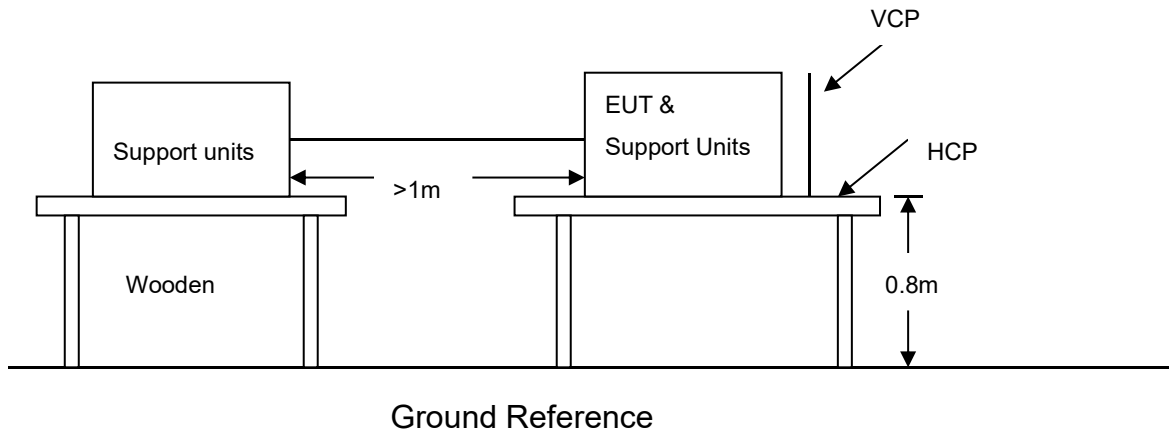 VCP
EUT &
Support Units
Support units
HCP
>1m
Wooden
0.8m
Ground Reference